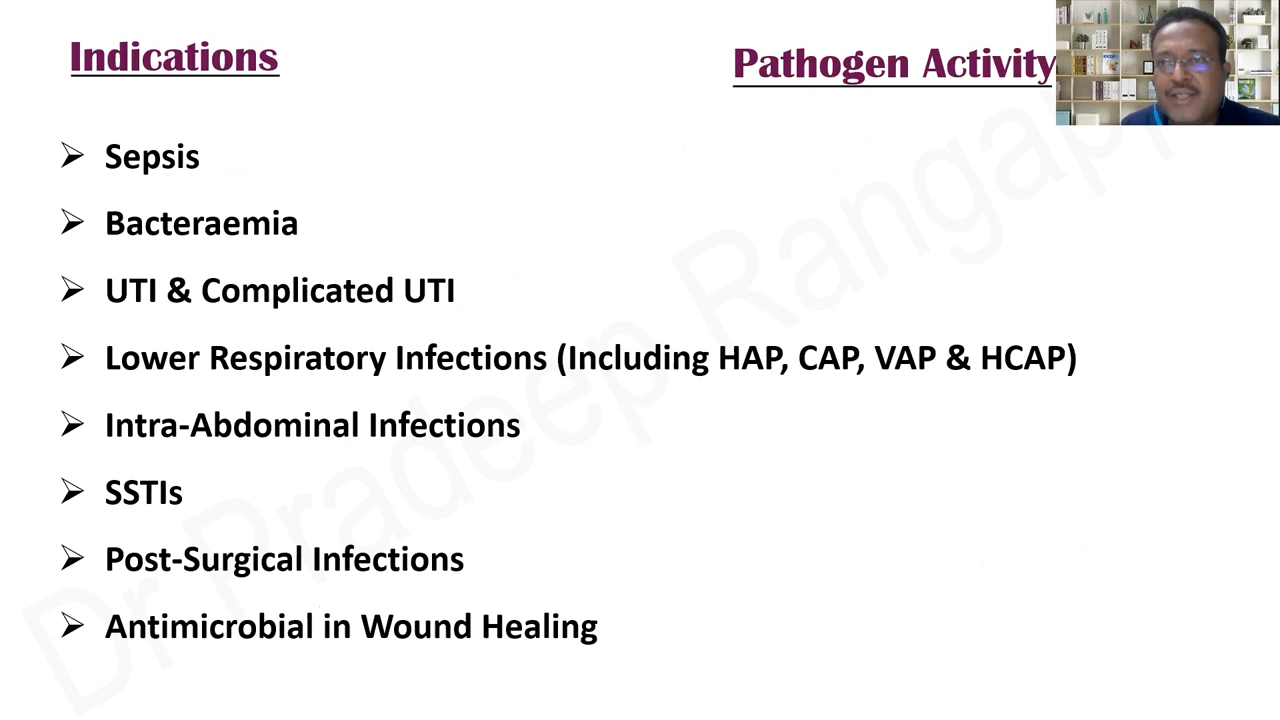 Indications
Pathogen Activity
Sepsis
Bacteraemia
UTI & Complicated UTI
Lower Respiratory Infections (Including HAP, CAP, VAP & HCAP)
Intra-Abdominal Infections
SSTIs
Post-Surgical Infections
Antimicrobial in Wound Healing
Dr Pradeep